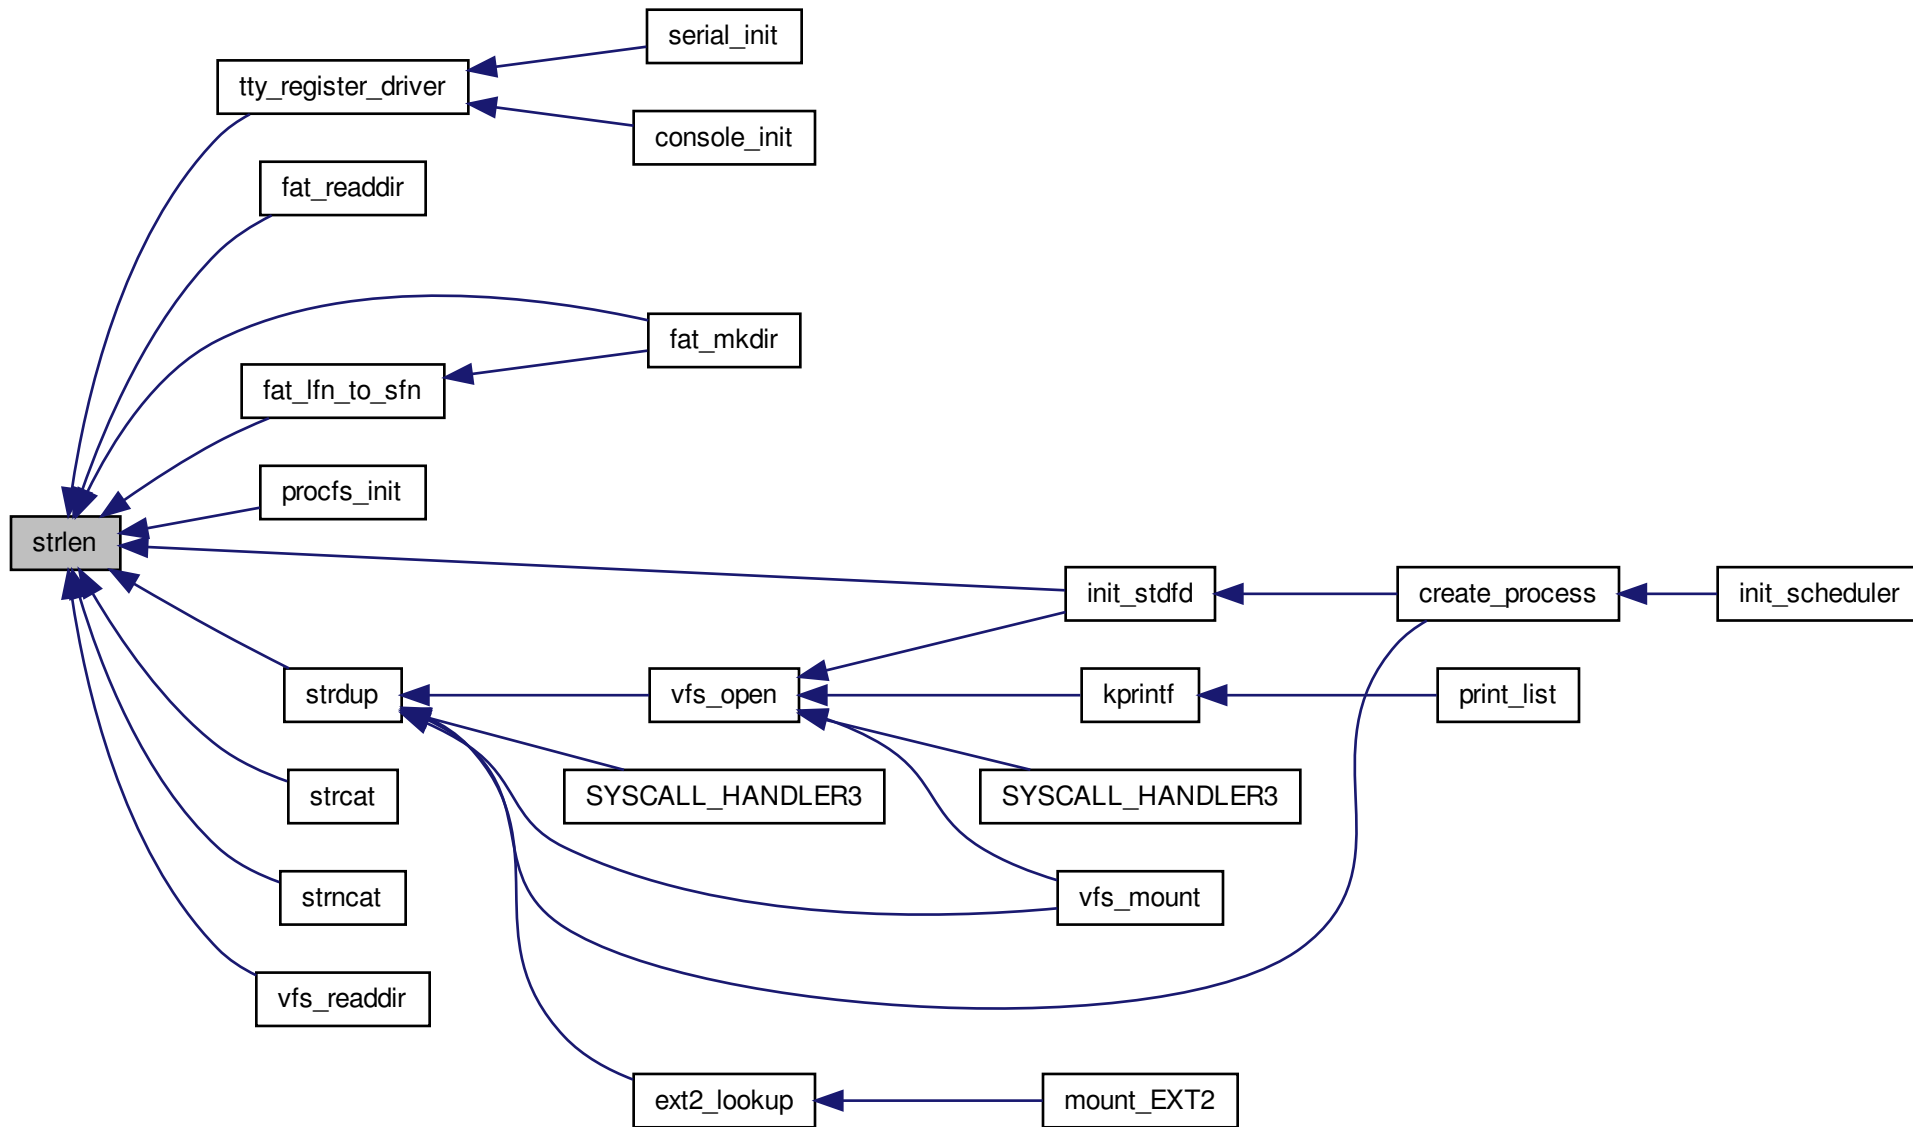 serial_init
tty_register_driver
console_init
fat_readdir
fat_mkdir
fat_lfn_to_sfn
procfs_init
strlen
init_stdfd
create_process
init_scheduler
strdup
vfs_open
kprintf
print_list
strcat
SYSCALL_HANDLER3
SYSCALL_HANDLER3
strncat
vfs_mount
vfs_readdir
ext2_lookup
mount_EXT2